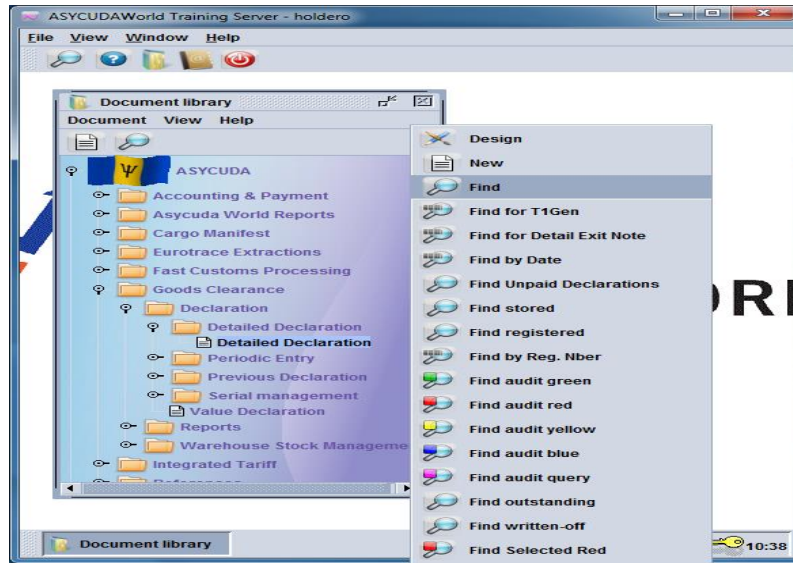 ASYCUDAWorld Training Server - holdero
File View Window Help
Document library
Document View Help
ASYCUDA
Accounting & Payment
Asycuda World Reports
Cargo Manifest
Eurotrace Extractions
Fast Customs Processing
Goods Clearance
Declaration
Detailed Declaration
Detailed Declaration
Periodic Entry
Previous Declaration
Serial management
Value Declaration
Reports
Warehouse Stock Manageme
Integrated Tariff
Design
New
Find
Find for T1Gen
Find for Detail Exit Note
Find by Date
Find Unpaid Declarations
Find stored
Find registered
Find by Reg. Nber
Find audit green
Find audit red
Find audit yellow
Find audit blue
Find audit query
Find outstanding
Find written-off
Find Selected Red
Document library
10:38